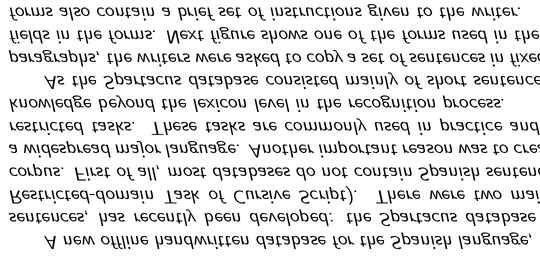 A new offline handwritten database for the Spanish language,
sentences, has recently been developed: the Spartacus database
Restricted-domain Task of Cursive Script). There were two mai
corpus. First of all, most databases do not contain Spanish senten
a widespread major language. Another important reason was to crea
restricted tasks. These tasks are commonly used in practice and
knowledge beyond the lexicon level in the recognition process.
As the Spartacus database consisted mainly of short sentence
paragraphs, the writers were asked to copy a set of sentences in fixed
fields in the forms. Next figure shows one of the forms used in the
forms also contain a brief set of instructions given to the writer.